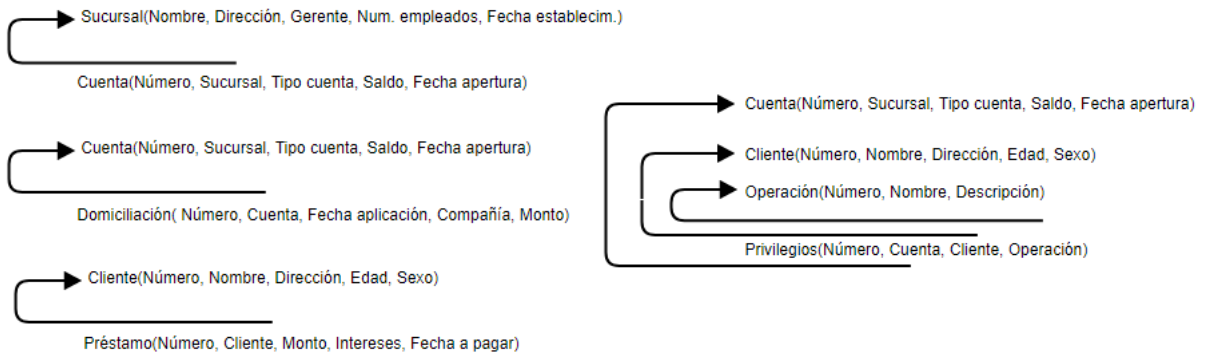 Sucursal(Nombre, Dirección, Gerente, Num. empleados, Fecha establecim.)
Cuenta(Número, Sucursal, Tipo cuenta, Saldo, Fecha apertura)
Cuenta(Número, Sucursal, Tipo cuenta, Saldo, Fecha apertura)
Domiciliación( Número, Cuenta, Fecha aplicación, Compañía, Monto)
Cliente(Número, Nombre, Dirección, Edad, Sexo)
Préstamo(Número, Cliente, Monto, Intereses, Fecha a pagar)
Cuenta(Número, Sucursal, Tipo cuenta, Saldo, Fecha apertura)
Cliente(Número, Nombre, Dirección, Edad, Sexo)
Operación(Número, Nombre, Descripción)
Privilegios(Número, Cuenta, Cliente, Operación)